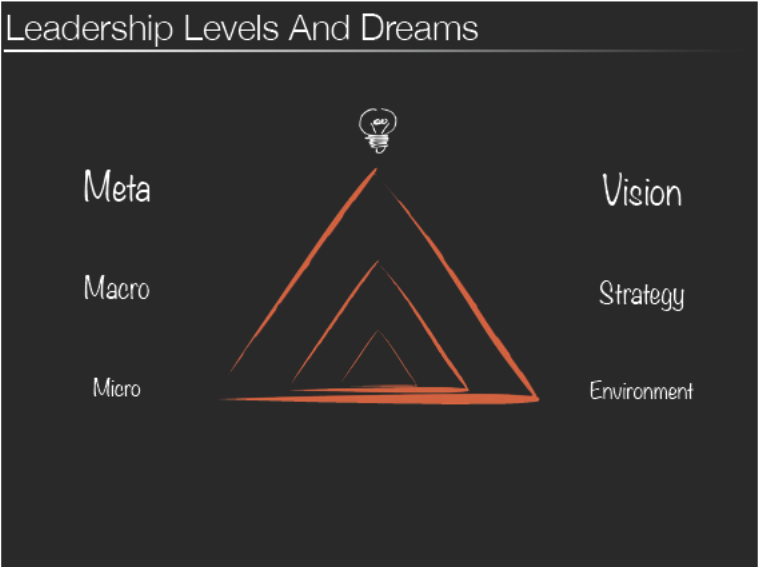 Leadership Levels And Dreams
Meta
Vision
Macro
Strategy
Micro
Environment